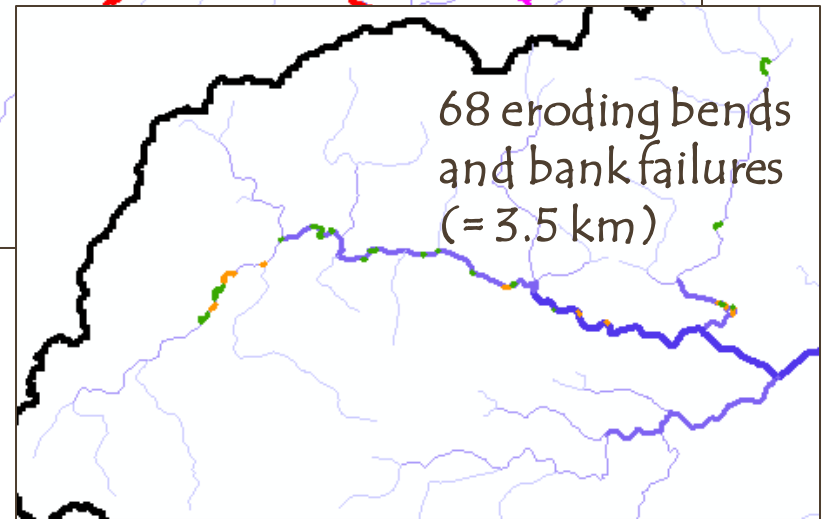 68 eroding bends
and bank failures
(= 3.5 km)